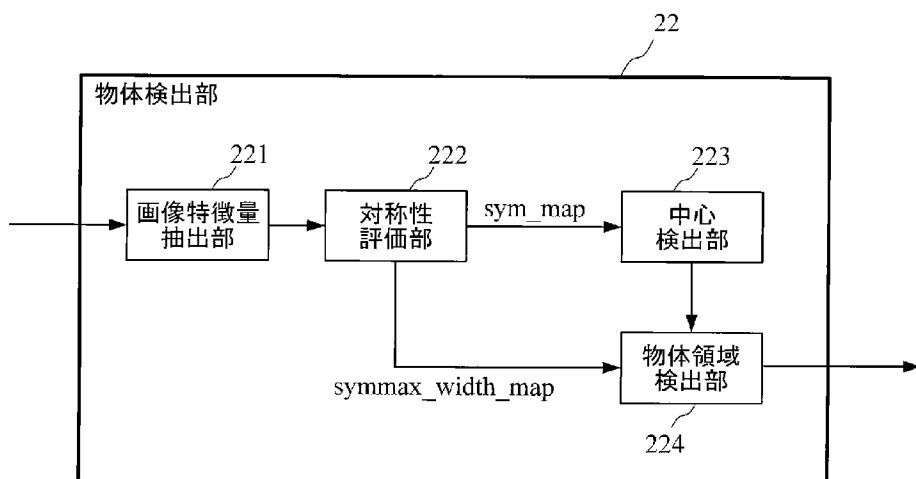 22
物体検出部
221
222
223
画像特徴量
抽出部
対称性
評価部
sym_map
中心
検出部
symmax_width_map
物体領域
検出部
224